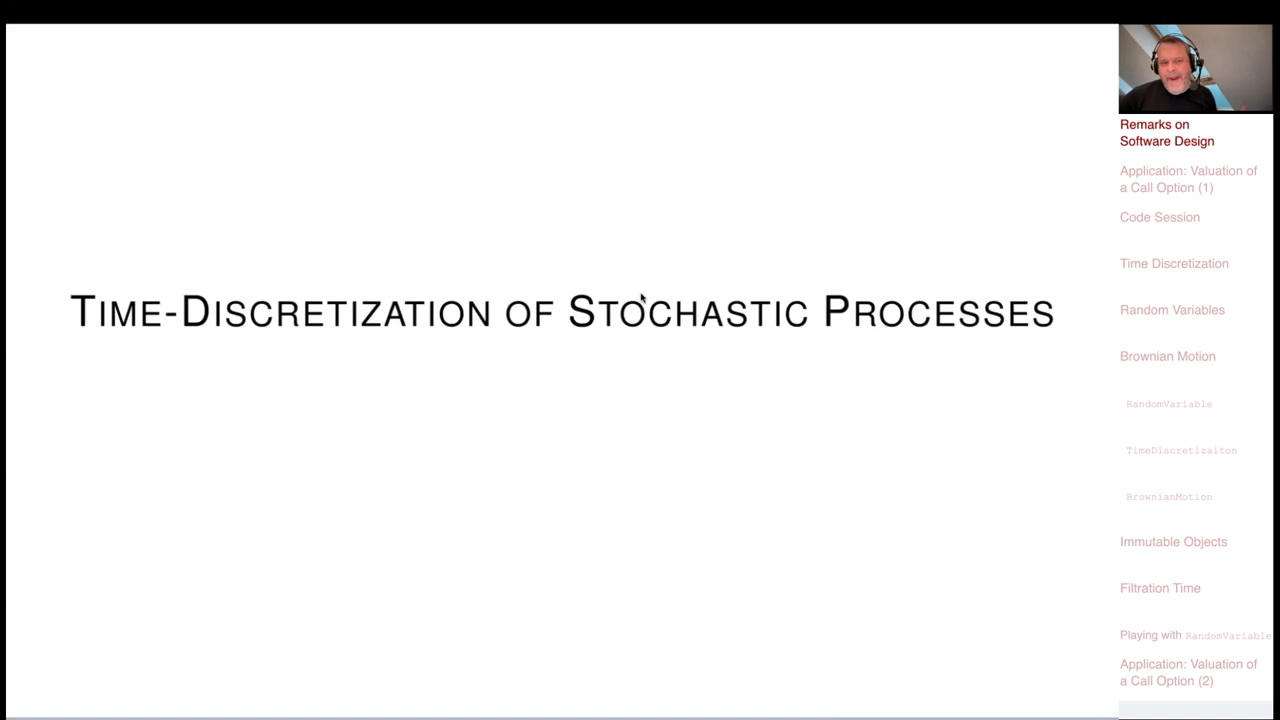 TIME-DISCRETIZATION OF STOCHASTIC PROCESSES
Remarks on
Software Design
Application: Valuation of
a Call Option (1)
Code Session
Time Discretization
Random Variables
Brownian Motion
RandomVariable
TimeDiscretizaiton
BrownianMotion
Immutable Objects
Filtration Time
Playing with RandomVariable
Application: Valuation of
a Call Option (2)